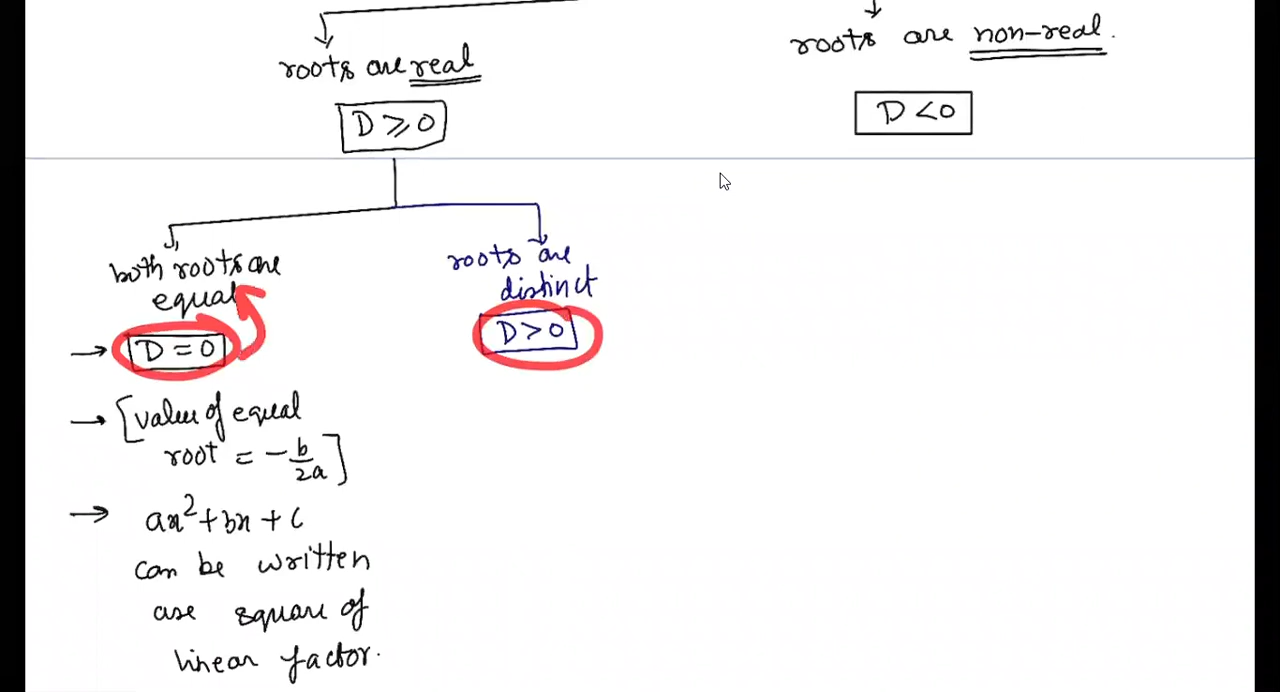 roots are real
D ⩾ 0
roots are non-real.
D < 0
both roots are
equal
→ D = 0
→ [value of equal
root = -b/2a]
→ ax²+bx+c
can be written
as square of
linear factor.
roots are
distinct
D > 0